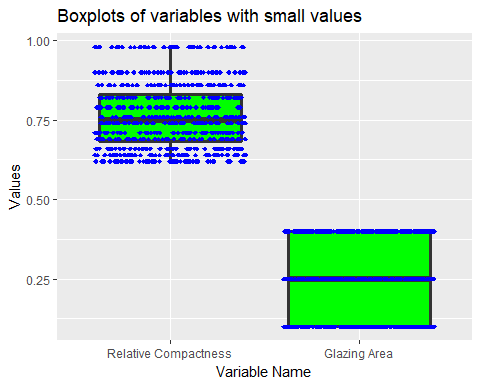 Boxplots of variables with small values
1.00
0.75
0.50
0.25
Values
Relative Compactness
Glazing Area
Variable Name